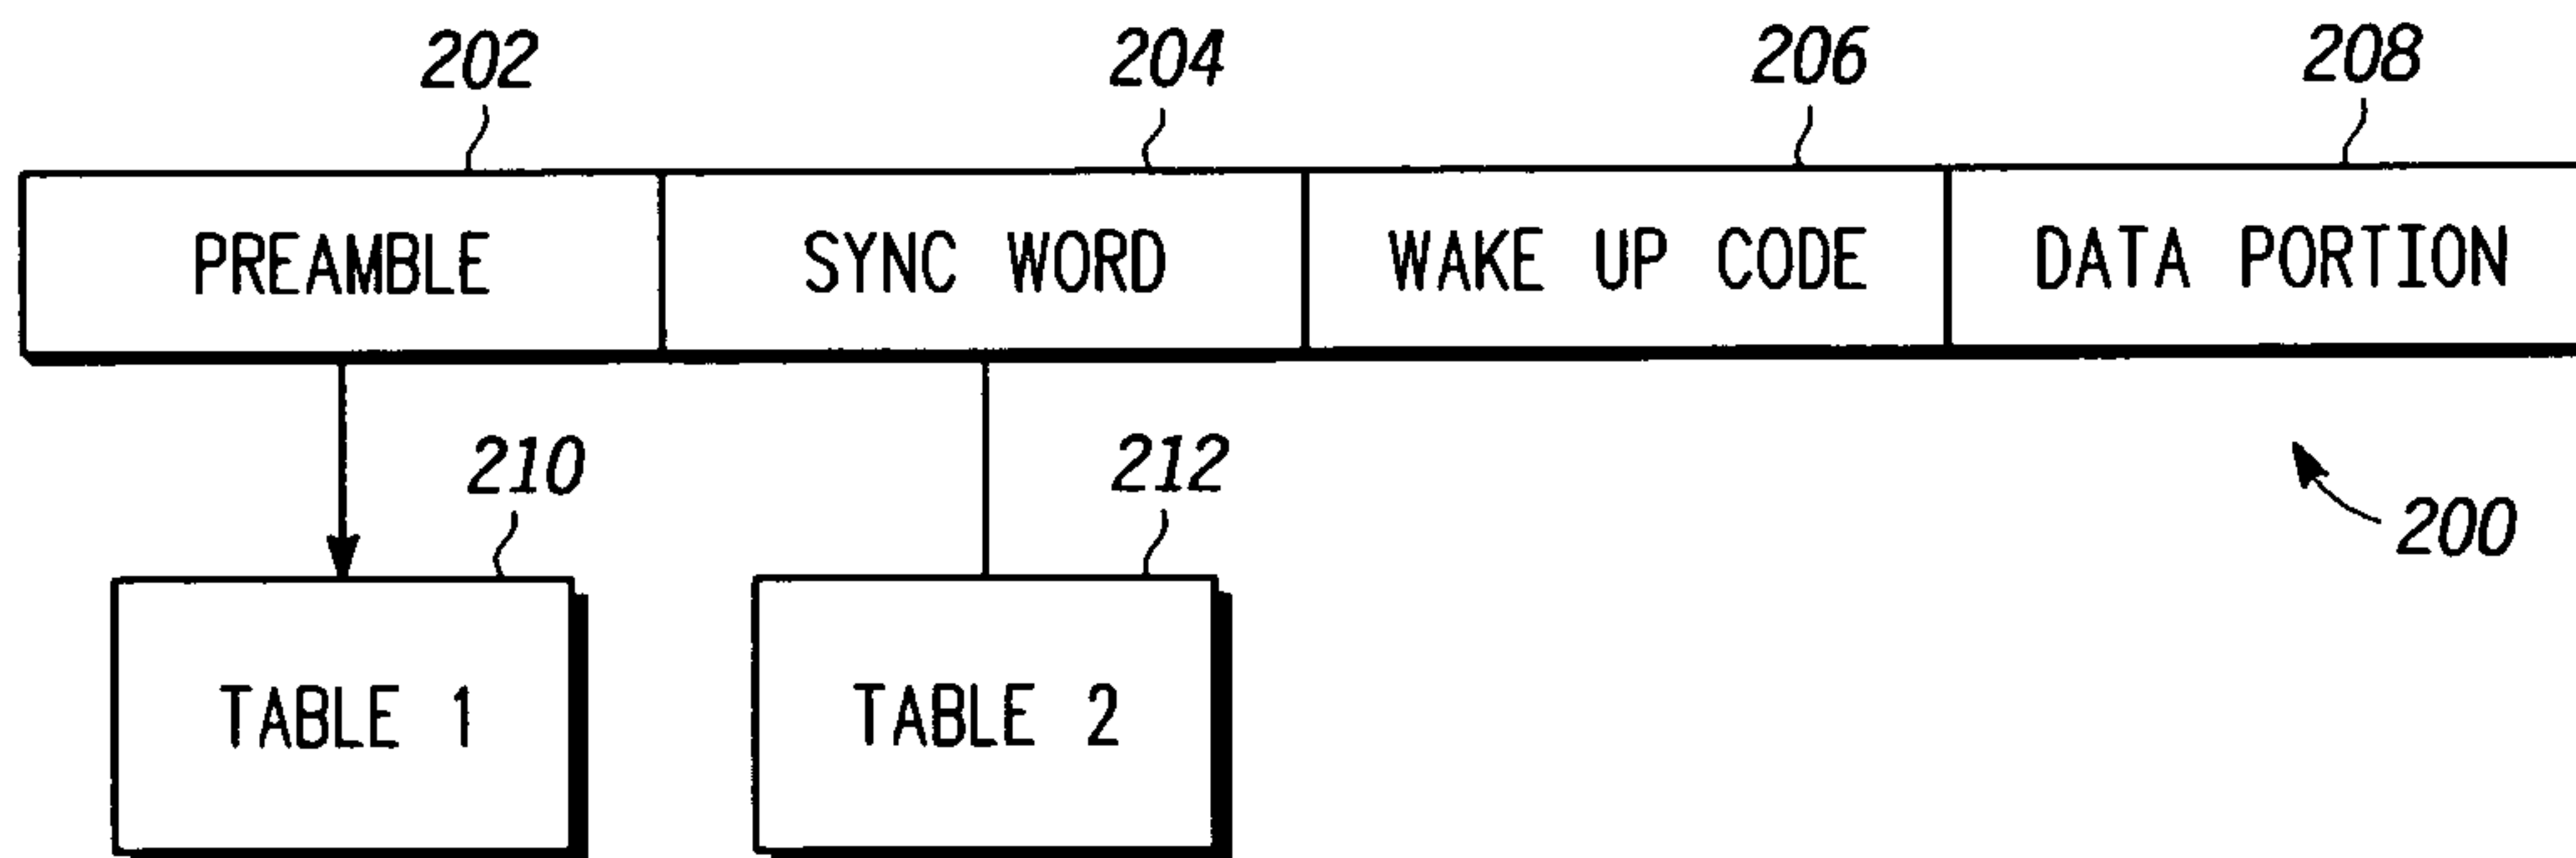 202 204 206 208
PREAMBLE SYNC WORD WAKE UP CODE DATA PORTION
210 212
200
TABLE 1 TABLE 2